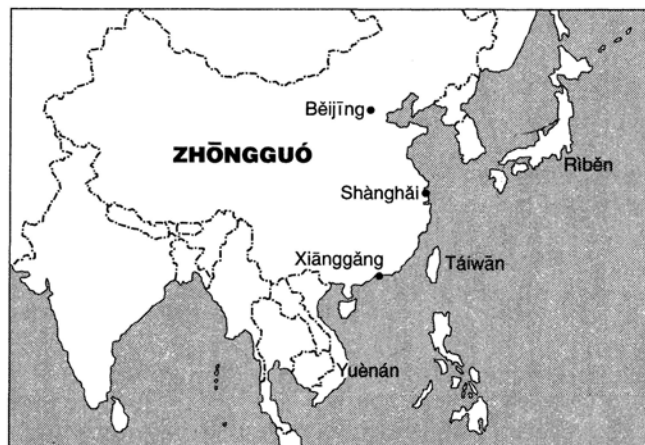 Běijīng
ZHŌNGGUÓ
Rìběn
Shànghǎi
Xiānggǎng
Táiwān
Yuènán